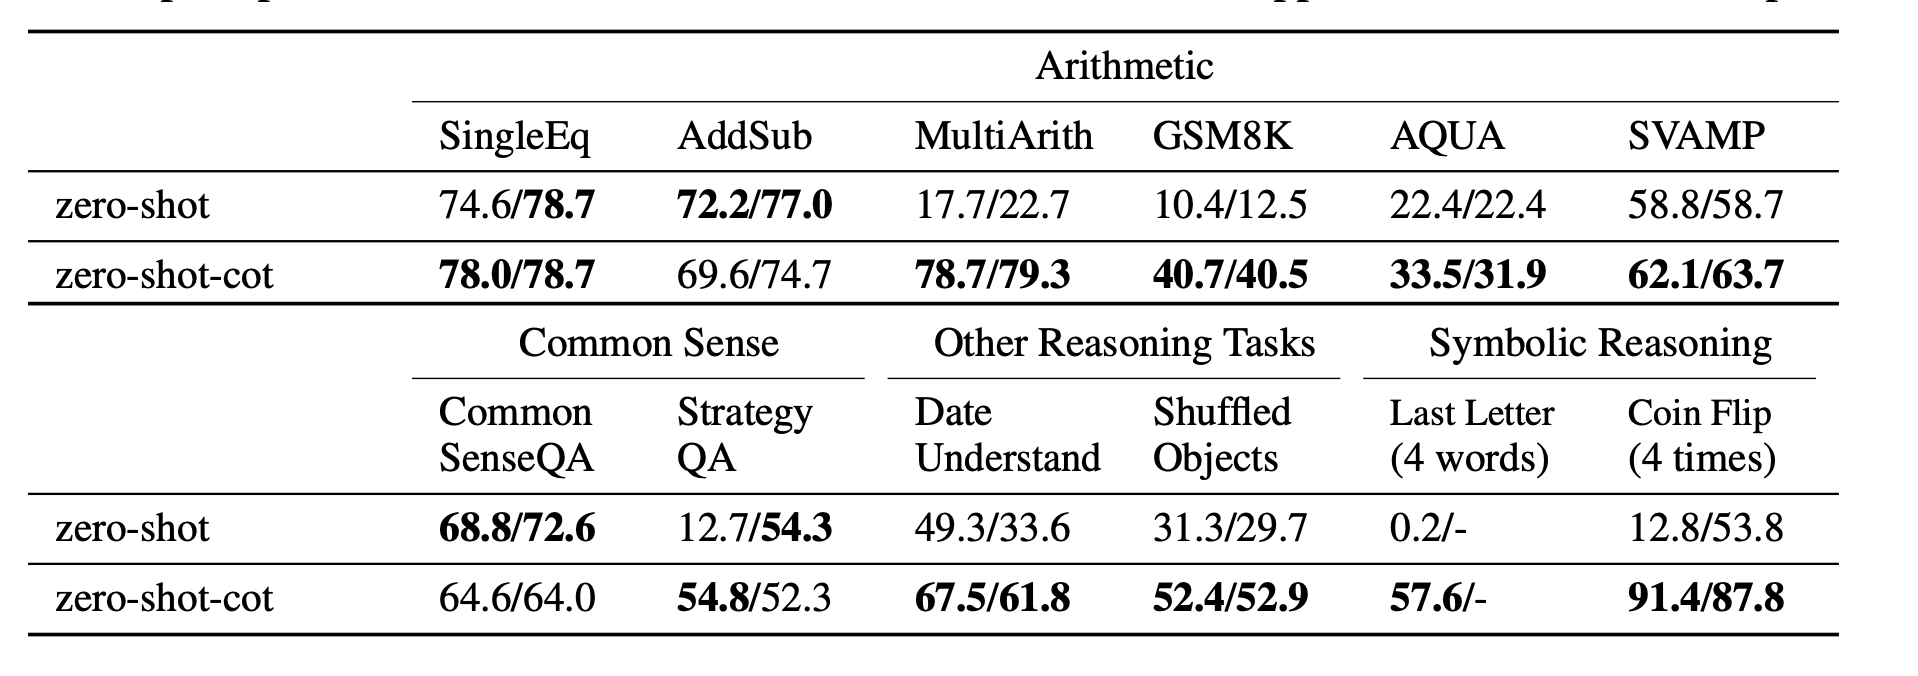 Arithmetic
SingleEq AddSub MultiArith GSM8K AQUA SVAMP
zero-shot 74.6/78.7 72.2/77.0 17.7/22.7 10.4/12.5 22.4/22.4 58.8/58.7
zero-shot-cot 78.0/78.7 69.6/74.7 78.7/79.3 40.7/40.5 33.5/31.9 62.1/63.7
Common Sense Other Reasoning Tasks Symbolic Reasoning
Common Strategy Date Shuffled Last Letter Coin Flip
SenseQA QA Understand Objects (4 words) (4 times)
zero-shot 68.8/72.6 12.7/54.3 49.3/33.6 31.3/29.7 0.2/- 12.8/53.8
zero-shot-cot 64.6/64.0 54.8/52.3 67.5/61.8 52.4/52.9 57.6/- 91.4/87.8